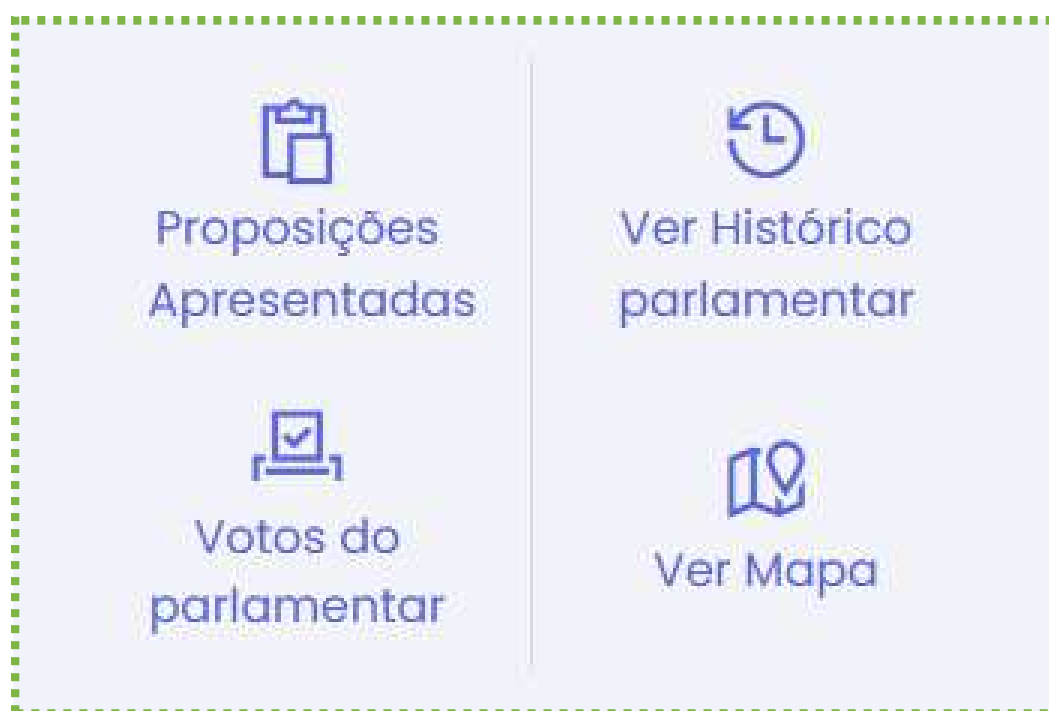 Proposições
Apresentadas
Ver Histórico
parlamentar
Votos do
parlamentar
Ver Mapa